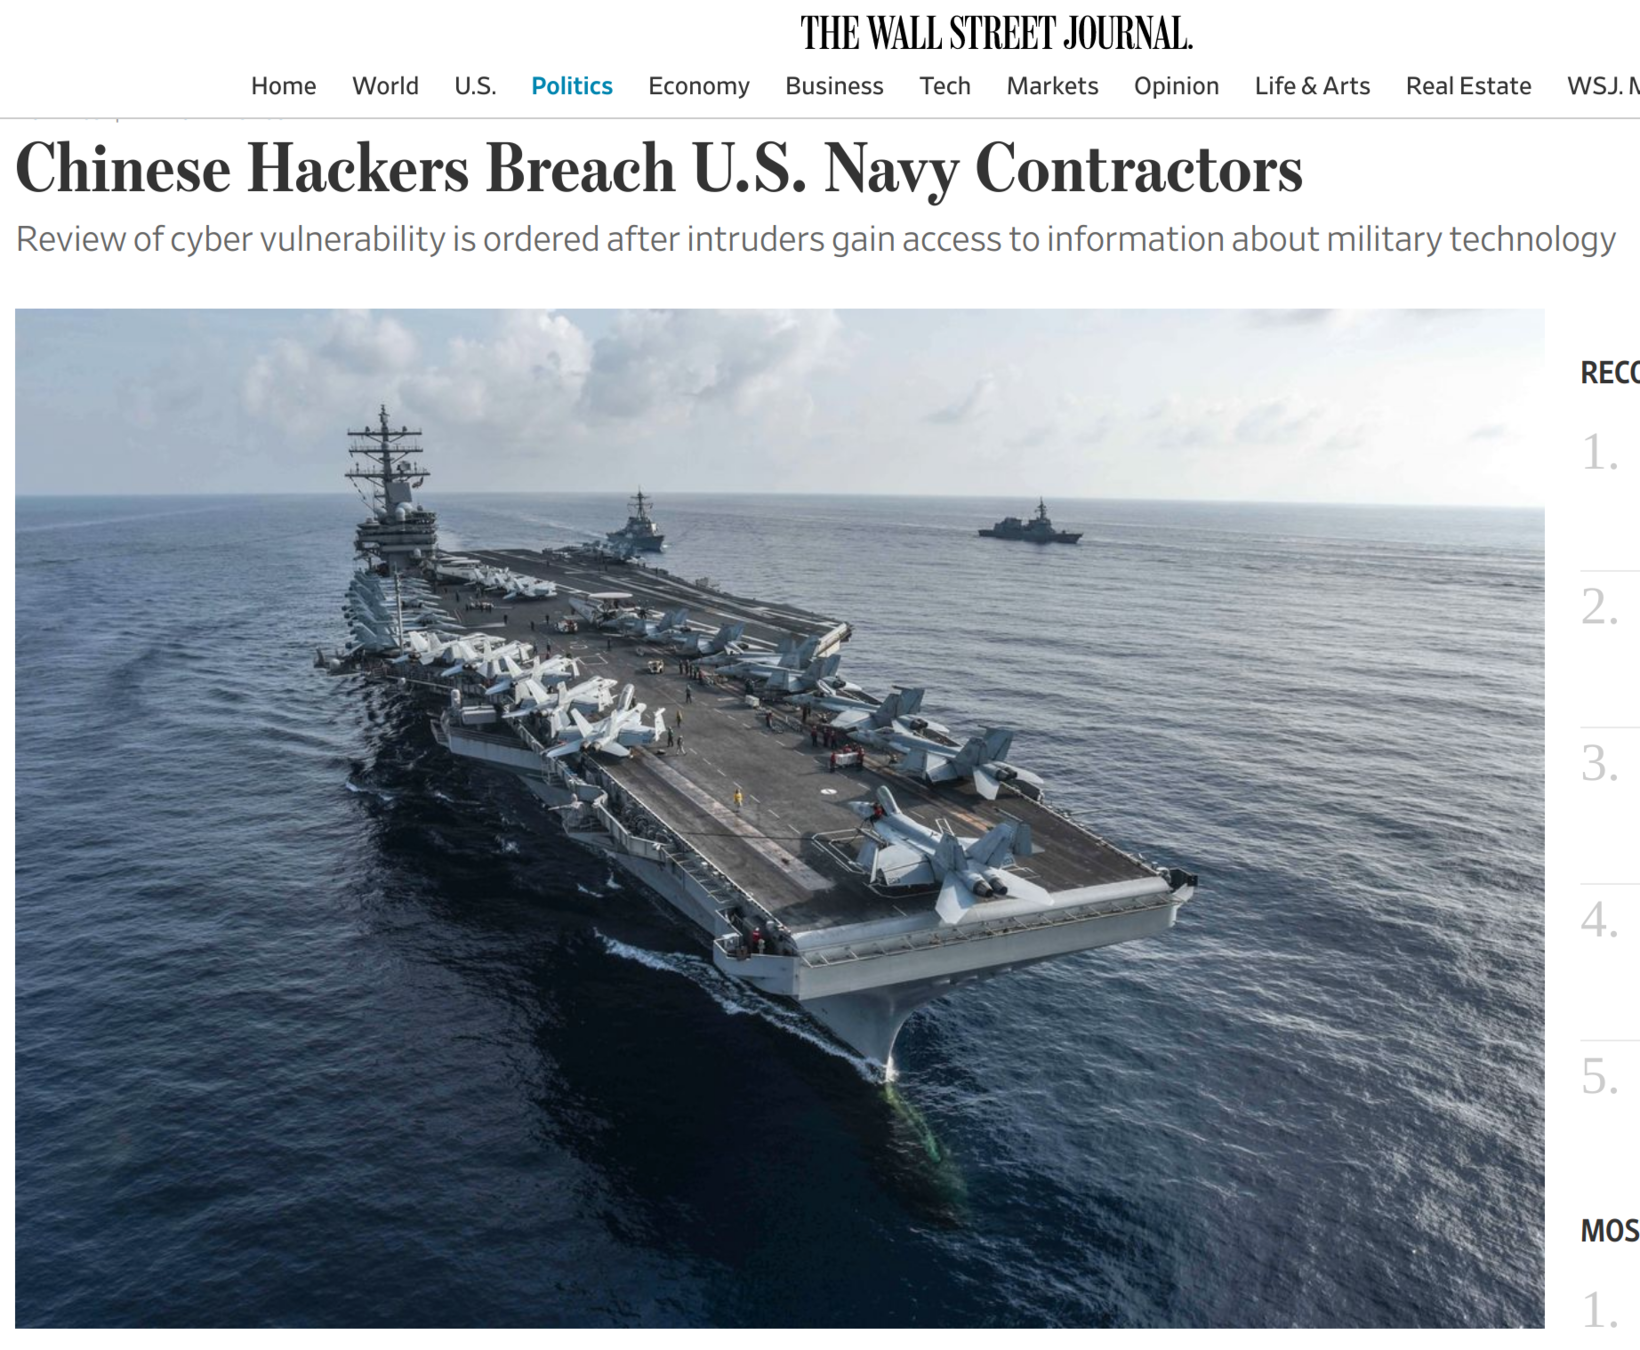 THE WALL STREET JOURNAL.
Home World U.S. Politics Economy Business Tech Markets Opinion Life & Arts Real Estate WSJ.
Chinese Hackers Breach U.S. Navy Contractors
Review of cyber vulnerability is ordered after intruders gain access to information about military technology
1.
2.
3.
4.
5.
1.